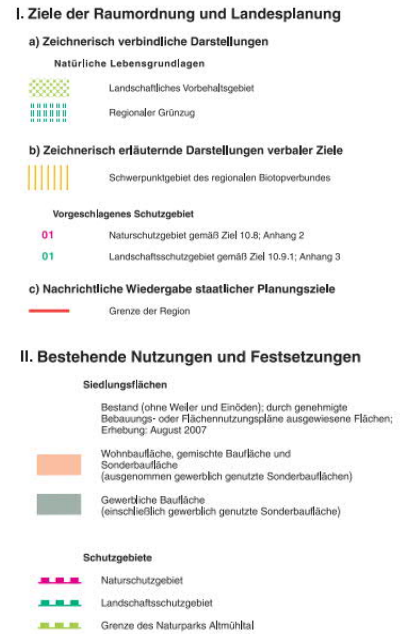 I. Ziele der Raumordnung und Landesplanung
a) Zeichnerisch verbindliche Darstellungen
Natürliche Lebensgrundlagen
Landschaftliches Vorbehaltsgebiet
Regionaler Grünzug
b) Zeichnerisch erläuternde Darstellungen verbaler Ziele
Schwerpunktgebiet des regionalen Biotopverbundes
Vorgeschlagenes Schutzgebiet
01 Naturschutzgebiet gemäß Ziel 10.8; Anhang 2
01 Landschaftsschutzgebiet gemäß Ziel 10.9.1; Anhang 3
c) Nachrichtliche Wiedergabe staatlicher Planungsziele
Grenze der Region
II. Bestehende Nutzungen und Festsetzungen
Siedlungsflächen
Bestand (ohne Weiler und Einöden); durch genehmigte
Bebauungs- oder Flächennutzungspläne ausgewiesene Flächen;
Erhebung: August 2007
Wohnbaufläche, gemischte Baufläche und
Sonderbaufläche
(ausgenommen gewerblich genutzte Sonderbauflächen)
Gewerbliche Baufläche
(einschließlich gewerblich genutzte Sonderbaufläche)
Schutzgebiete
Naturschutzgebiet
Landschaftsschutzgebiet
Grenze des Naturparks Altmühltal